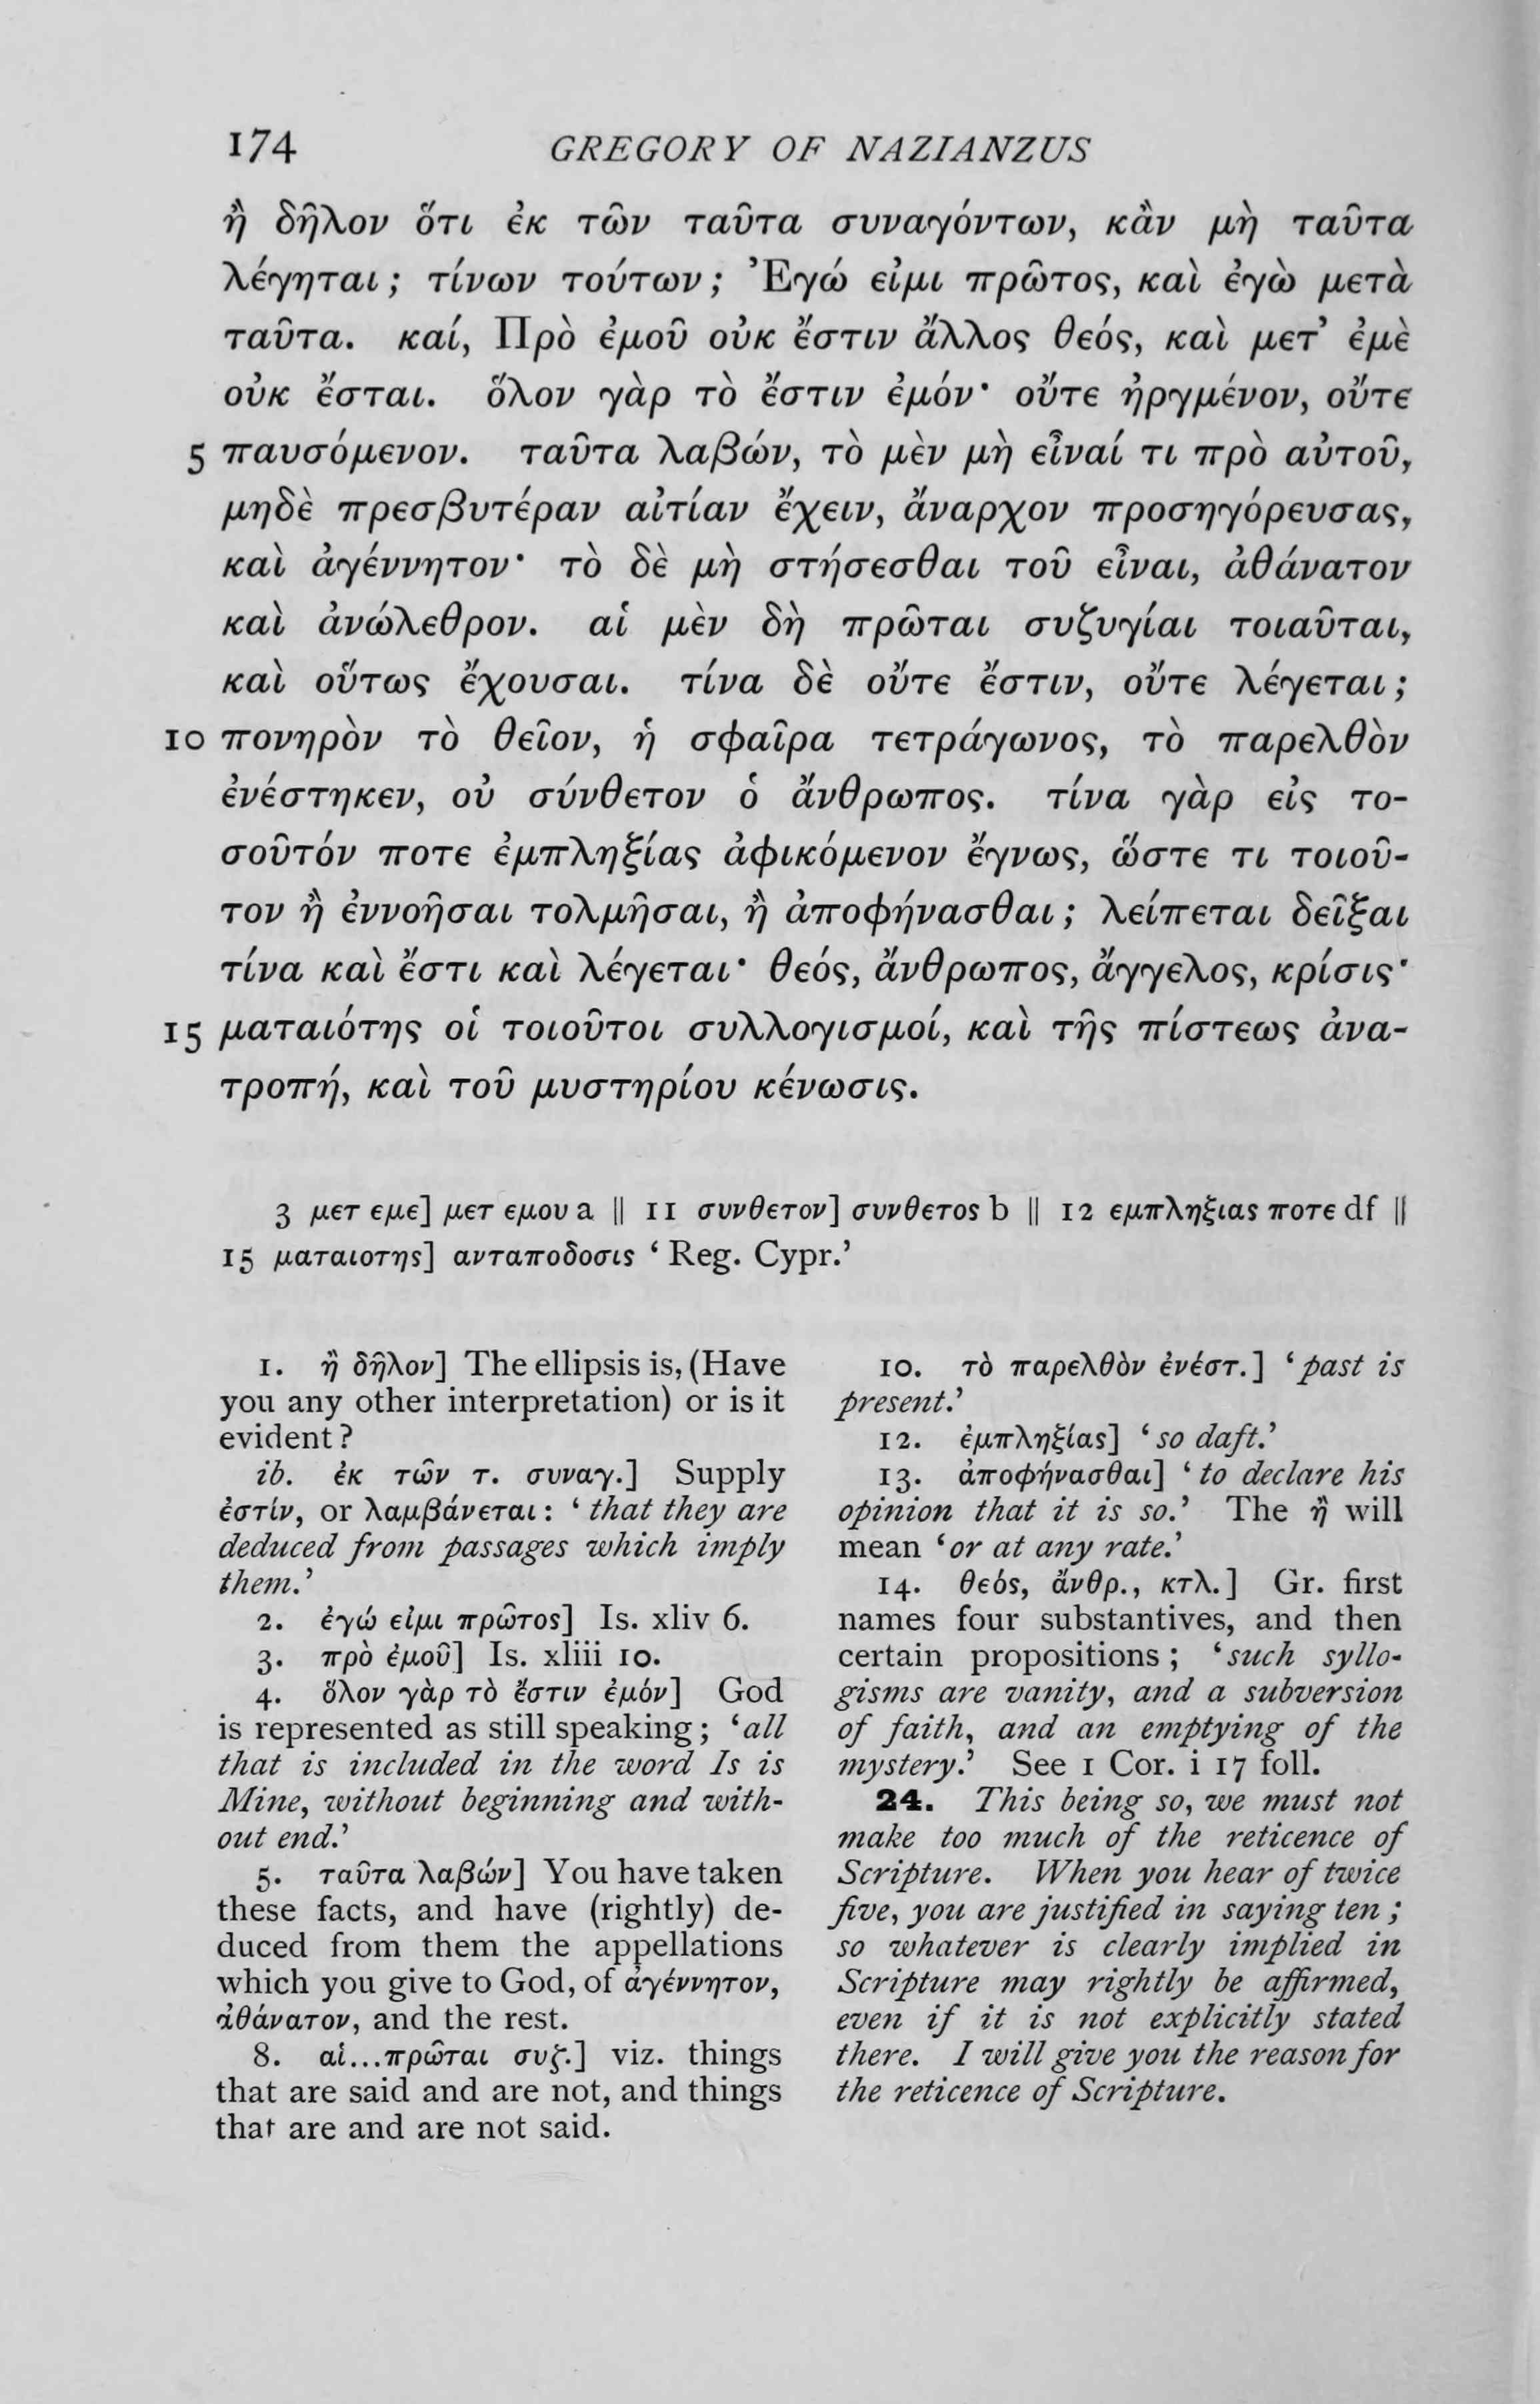 174 GREGORY OF NAZIANZUS
ἢ δῆλον ὅτι ἐκ τῶν ταῦτα συναγόντων, κἂν μὴ ταῦτα
λέγηται; τίνων τούτων; Ἐγώ εἰμι πρῶτος, καὶ ἐγὼ μετὰ
ταῦτα. καί, Πρὸ ἐμοῦ οὐκ ἔστιν ἄλλος θεός, καὶ μετ’ ἐμὲ
οὐκ ἔσται. ὅλον γὰρ τὸ ἔστιν ἐμόν· οὔτε ἠργμένον, οὔτε
5 παυσόμενον. ταῦτα λαβών, τὸ μὲν μὴ εἶναί τι πρὸ αὐτοῦ,
μηδὲ πρεσβυτέραν αἰτίαν ἔχειν, ἄναρχον προσηγόρευσας,
καὶ ἀγέννητον· τὸ δὲ μὴ στήσεσθαι τοῦ εἶναι, ἀθάνατον
καὶ ἀνώλεθρον. αἱ μὲν δὴ πρῶται συζυγίαι τοιαῦται,
καὶ οὕτως ἔχουσαι. τίνα δὲ οὔτε ἔστιν, οὔτε λέγεται;
10 πονηρὸν τὸ θεῖον, ἡ σφαῖρα τετράγωνος, τὸ παρελθὸν
ἐνέστηκεν, οὐ σύνθετον ὁ ἄνθρωπος. τίνα γὰρ εἰς το-
σοῦτόν ποτε ἐμπληξίας ἀφικόμενον ἔγνως, ὥστε τι τοιοῦ-
τον ἢ ἐννοῆσαι τολμῆσαι, ἢ ἀποφήνασθαι; λείπεται δεῖξαι
τίνα καὶ ἔστι καὶ λέγεται· θεός, ἄνθρωπος, ἄγγελος, κρίσις·
15 ματαιότης οἱ τοιοῦτοι συλλογισμοί, καὶ τῆς πίστεως ἀνα-
τροπή, καὶ τοῦ μυστηρίου κένωσις.
3 μετ εμε] μετ εμου a || 11 συνθετον] συνθετος b || 12 εμπληξιας ποτε df ||
15 ματαιοτης] ανταποδοσις ‘Reg. Cypr.’
1. ἢ δῆλον] The ellipsis is, (Have
you any other interpretation) or is it
evident?
ib. ἐκ τῶν τ. συναγ.] Supply
ἐστίν, or λαμβάνεται: ‘that they are
deduced from passages which imply
them.’
2. ἐγώ εἰμι πρῶτος] Is. xliv 6.
3. πρὸ ἐμοῦ] Is. xliii 10.
4. ὅλον γὰρ τὸ ἔστιν ἐμόν] God
is represented as still speaking; ‘all
that is included in the word Is is
Mine, without beginning and with-
out end.’
5. ταῦτα λαβών] You have taken
these facts, and have (rightly) de-
duced from them the appellations
which you give to God, of ἀγέννητον,
ἀθάνατον, and the rest.
8. αἱ...πρῶται συζ.] viz. things
that are said and are not, and things
that are and are not said.
10. τὸ παρελθὸν ἐνέστ.] ‘past is
present.’
12. ἐμπληξίας] ‘so daft.’
13. ἀποφήνασθαι] ‘to declare his
opinion that it is so.’ The ἢ will
mean ‘or at any rate.’
14. θεός, ἄνθρ., κτλ.] Gr. first
names four substantives, and then
certain propositions; ‘such syllo-
gisms are vanity, and a subversion
of faith, and an emptying of the
mystery.’ See 1 Cor. i 17 foll.
24. This being so, we must not
make too much of the reticence of
Scripture. When you hear of twice
five, you are justified in saying ten;
so whatever is clearly implied in
Scripture may rightly be affirmed,
even if it is not explicitly stated
there. I will give you the reason for
the reticence of Scripture.